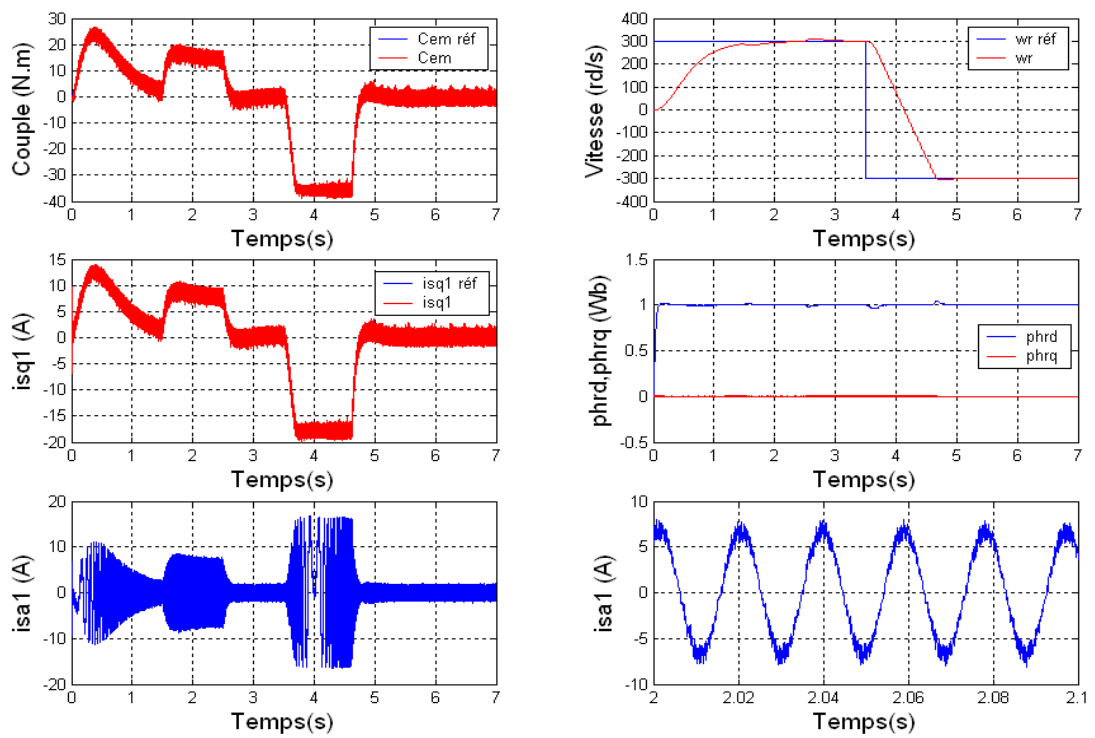 Couple (N.m)
30
20
10
0
-10
-20
-30
-40
Cem réf
Cem
0 1 2 3 4 5 6 7
Temps(s)
Vitesse (rd/s)
400
300
200
100
0
-100
-200
-300
-400
wr réf
wr
0 1 2 3 4 5 6 7
Temps(s)
isq1 (A)
15
10
5
0
-5
-10
-15
-20
isq1 réf
isq1
0 1 2 3 4 5 6 7
Temps(s)
phrd,phrq (Wb)
1.5
1
0.5
0
-0.5
phrd
phrq
0 1 2 3 4 5 6 7
Temps(s)
isa1 (A)
20
10
0
-10
-20
0 1 2 3 4 5 6 7
Temps(s)
isa1 (A)
10
5
0
-5
-10
2 2.02 2.04 2.06 2.08 2.1
Temps(s)